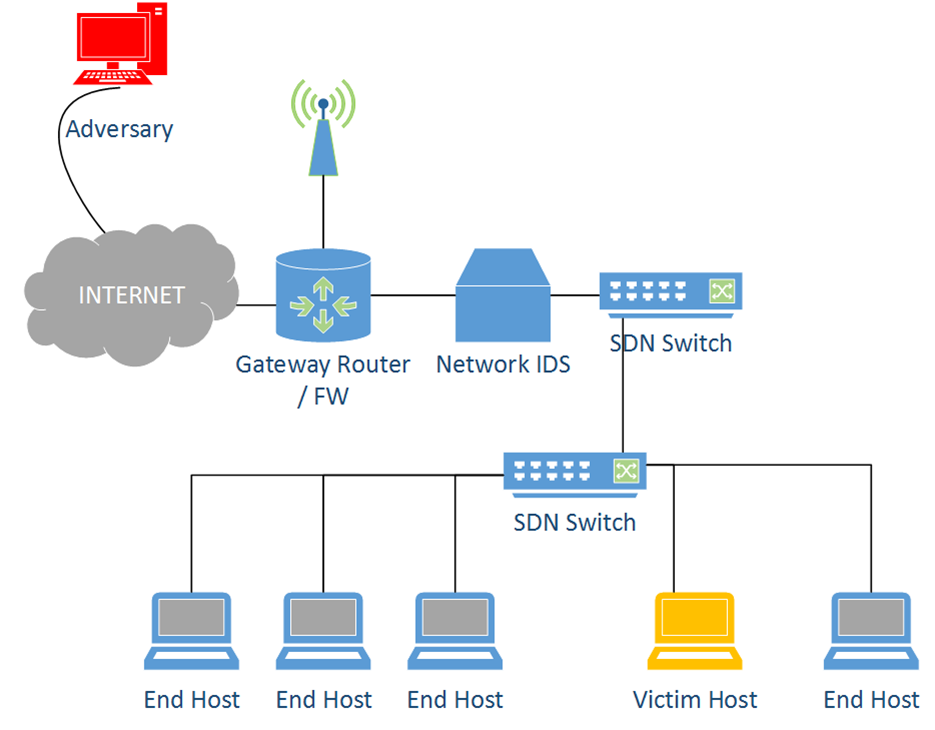 Adversary
INTERNET
Gateway Router
/ FW
Network IDS
SDN Switch
SDN Switch
End Host
End Host
End Host
Victim Host
End Host